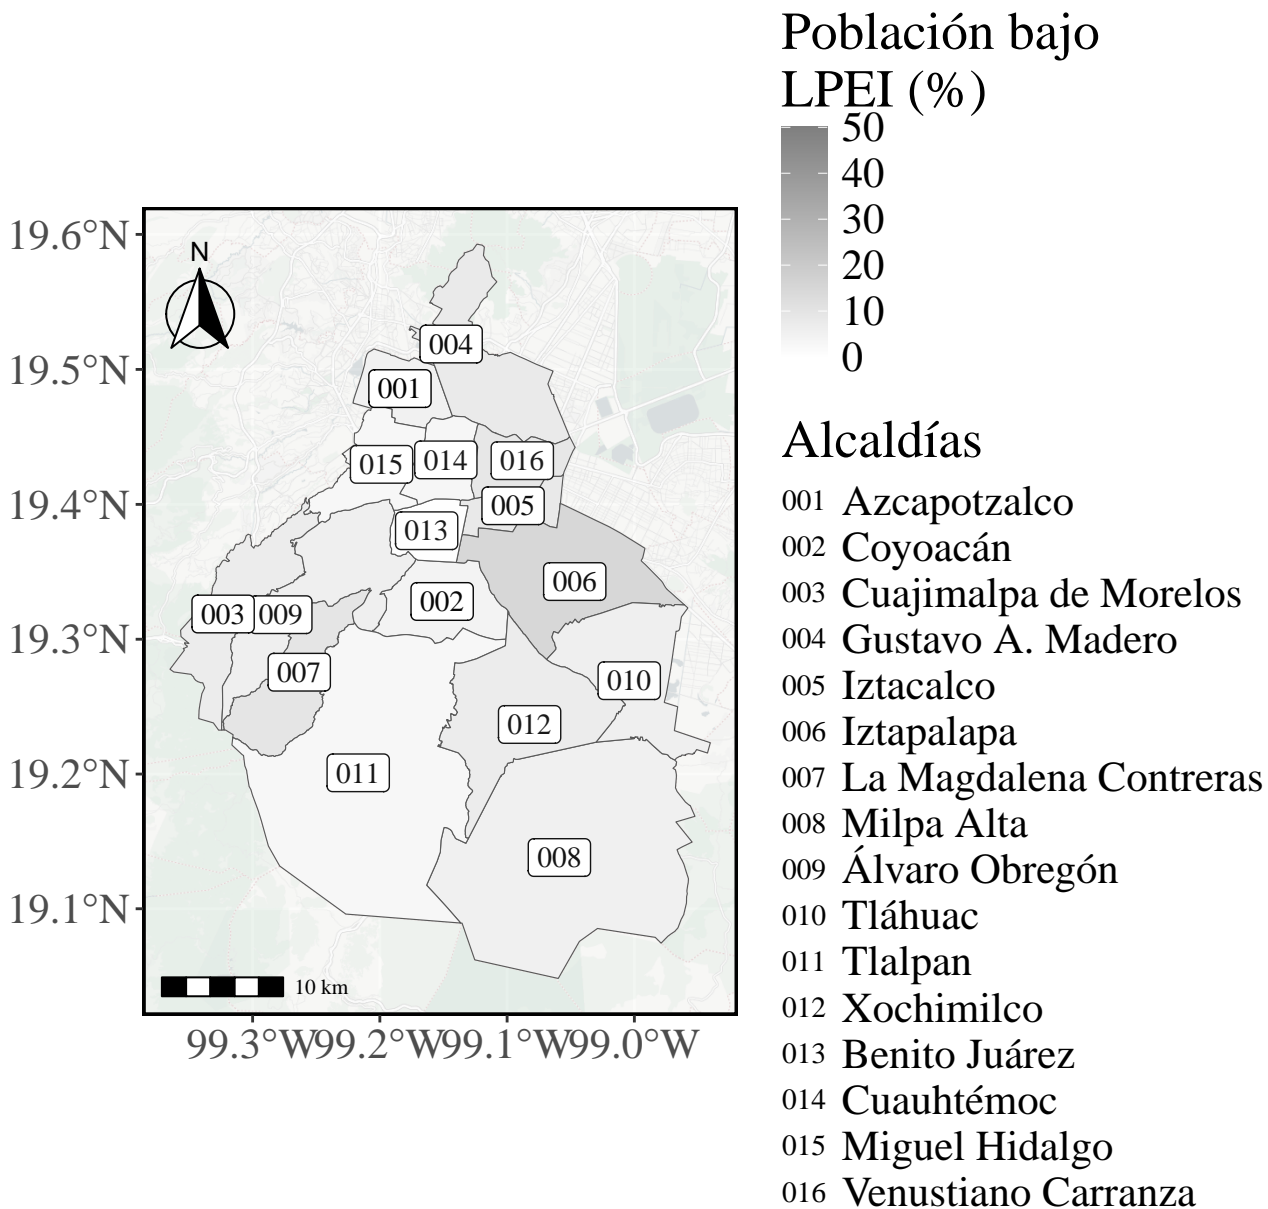 Población bajo
LPEI (%)
50
40
30
20
10
0
19.6°N
19.5°N
19.4°N
19.3°N
19.2°N
19.1°N
N
004
001
015
014
016
005
013
006
002
003
009
007
010
012
011
008
10 km
99.3°W
99.2°W
99.1°W
99.0°W
Alcaldías
001 Azcapotzalco
002 Coyoacán
003 Cuajimalpa de Morelos
004 Gustavo A. Madero
005 Iztacalco
006 Iztapalapa
007 La Magdalena Contreras
008 Milpa Alta
009 Álvaro Obregón
010 Tláhuac
011 Tlalpan
012 Xochimilco
013 Benito Juárez
014 Cuauhtémoc
015 Miguel Hidalgo
016 Venustiano Carranza